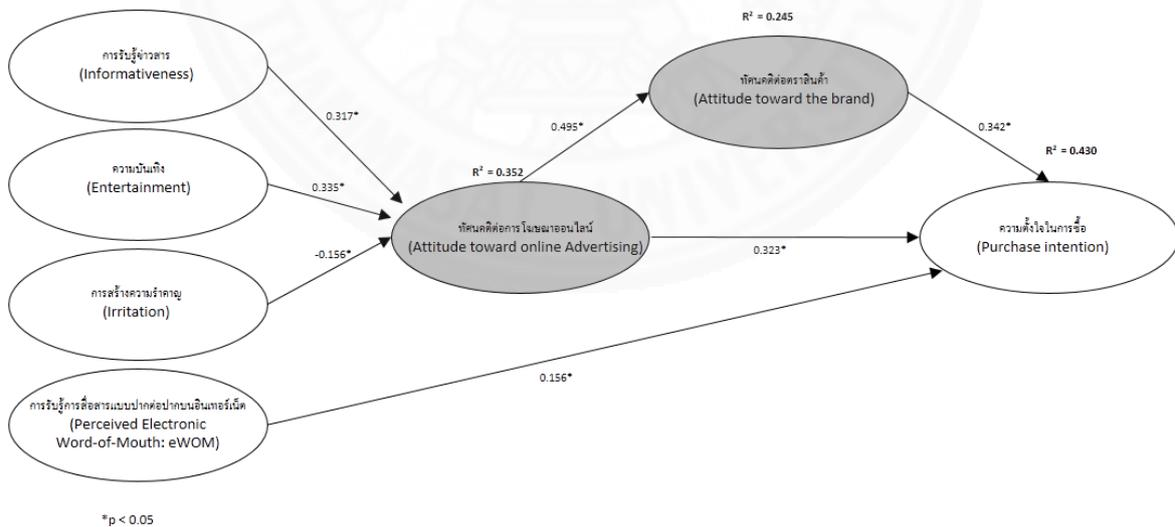 R² = 0.245
การรับรู้ข่าวสาร
(Informativeness)
ทัศนคติต่อตราสินค้า
(Attitude toward the brand)
0.317*
0.495*
0.342*
R² = 0.430
ความบันเทิง
(Entertainment)
R² = 0.352
0.335*
ทัศนคติต่อการโฆษณาออนไลน์
(Attitude toward online Advertising)
ความตั้งใจในการซื้อ
(Purchase intention)
0.323*
-0.156*
การสร้างความรำคาญ
(Irritation)
0.156*
การรับรู้การสื่อสารแบบปากต่อปากบนอินเทอร์เน็ต
(Perceived Electronic
Word-of-Mouth: eWOM)
*p < 0.05